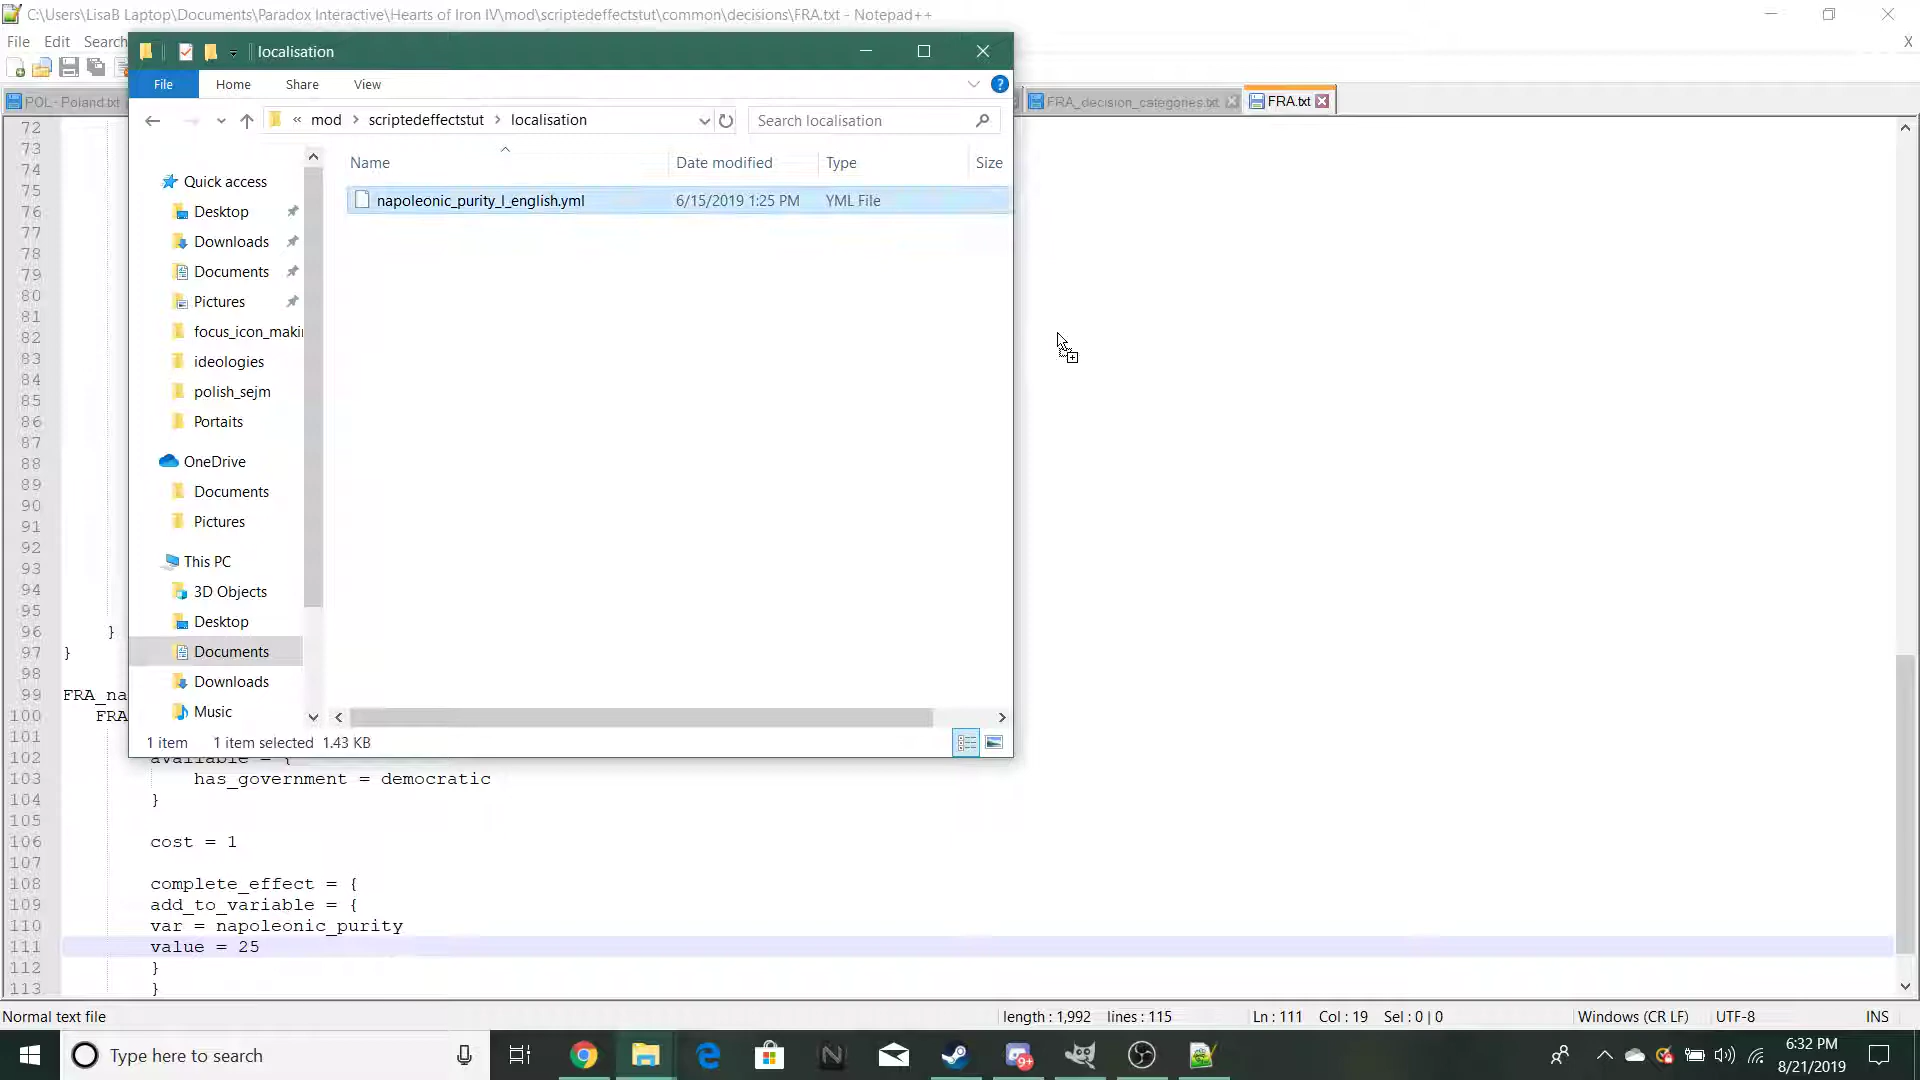 C:\Users\LisaB Laptop\Documents\Paradox Interactive\Hearts of Iron IV\mod\scriptedeffectstut\common\decisions\FRA.txt - Notepad++
File Edit Search
X
localisation
File Home Share View
« mod > scriptedeffectstut > localisation
Search localisation
POL - Poland.txt
FRA_decision_categories.txt
FRA.txt
Name Date modified Type Size
napoleonic_purity_l_english.yml 6/15/2019 1:25 PM YML File
Quick access
Desktop
Downloads
Documents
Pictures
focus_icon_maki
ideologies
polish_sejm
Portaits
OneDrive
Documents
Pictures
This PC
3D Objects
Desktop
Documents
Downloads
Music
1 item 1 item selected 1.43 KB
72
73
74
75
76
77
78
79
80
81
82
83
84
85
86
87
88
89
90
91
92
93
94
95
96 }
97 }
98
99 FRA_na
100 FRA
101
102 available = {
103 has_government = democratic
104 }
105
106 cost = 1
107
108 complete_effect = {
109 add_to_variable = {
110 var = napoleonic_purity
111 value = 25
112 }
113 }
Normal text file length : 1,992 lines : 115 Ln : 111 Col : 19 Sel : 0 | 0 Windows (CR LF) UTF-8 INS
Type here to search
9+
6:32 PM
8/21/2019